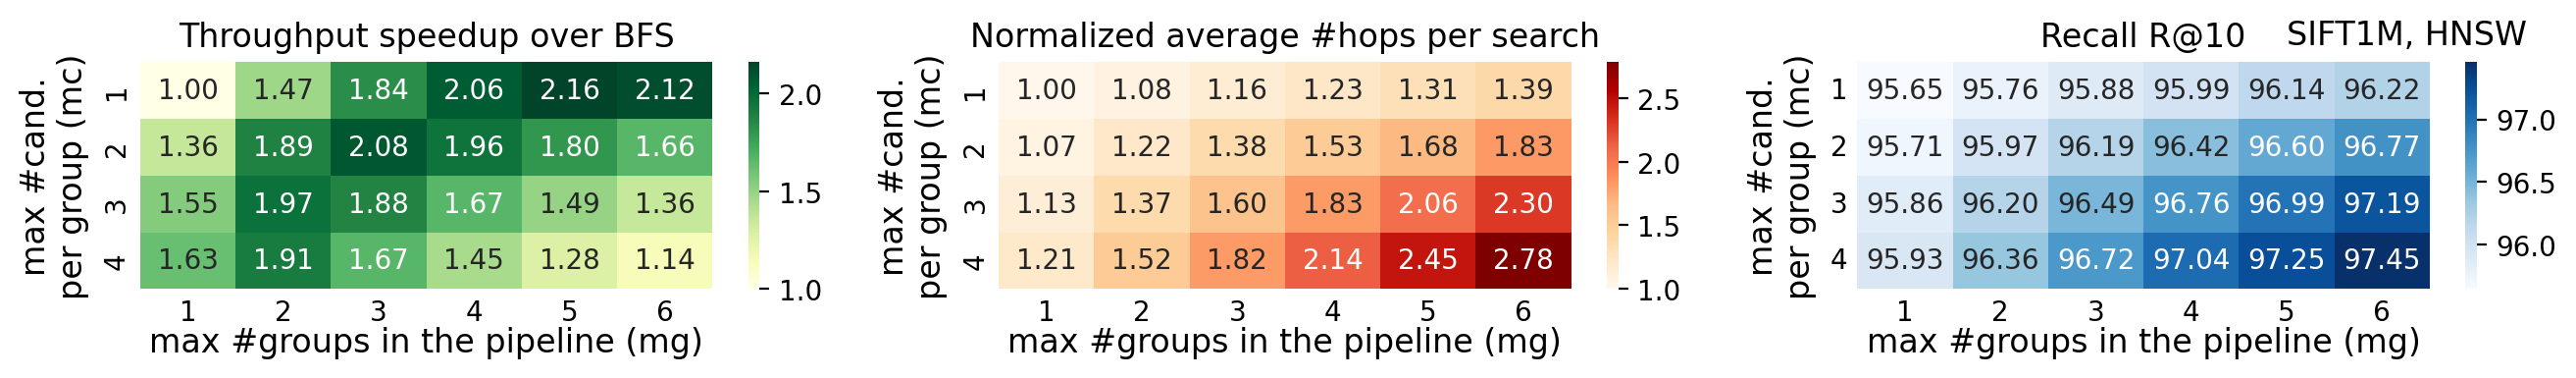 Throughput speedup over BFS
max #cand.
per group (mc)
1 1.00 1.47 1.84 2.06 2.16 2.12
2 1.36 1.89 2.08 1.96 1.80 1.66
3 1.55 1.97 1.88 1.67 1.49 1.36
4 1.63 1.91 1.67 1.45 1.28 1.14
1 2 3 4 5 6
max #groups in the pipeline (mg)
2.0
1.5
1.0
Normalized average #hops per search
max #cand.
per group (mc)
1 1.00 1.08 1.16 1.23 1.31 1.39
2 1.07 1.22 1.38 1.53 1.68 1.83
3 1.13 1.37 1.60 1.83 2.06 2.30
4 1.21 1.52 1.82 2.14 2.45 2.78
1 2 3 4 5 6
max #groups in the pipeline (mg)
2.5
2.0
1.5
1.0
Recall R@10 SIFT1M, HNSW
max #cand.
per group (mc)
1 95.65 95.76 95.88 95.99 96.14 96.22
2 95.71 95.97 96.19 96.42 96.60 96.77
3 95.86 96.20 96.49 96.76 96.99 97.19
4 95.93 96.36 96.72 97.04 97.25 97.45
1 2 3 4 5 6
max #groups in the pipeline (mg)
97.0
96.5
96.0